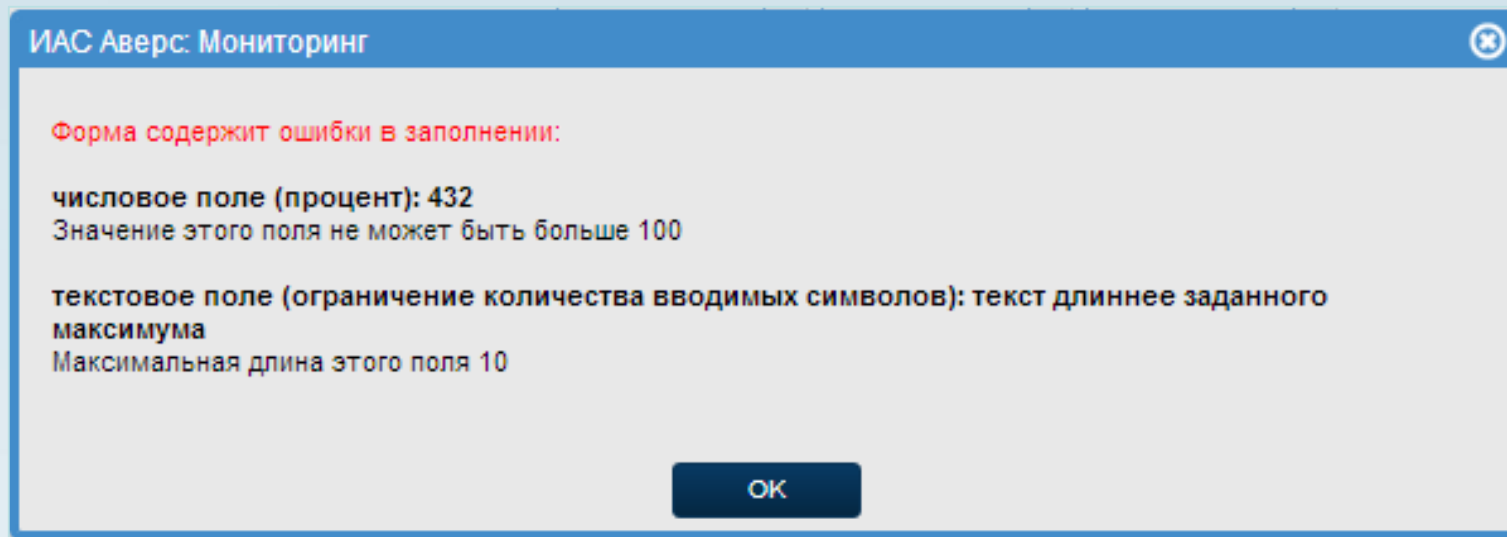 ИАС Аверс: Мониторинг
Форма содержит ошибки в заполнении:
числовое поле (процент): 432
Значение этого поля не может быть больше 100
текстовое поле (ограничение количества вводимых символов): текст длиннее заданного
максимума
Максимальная длина этого поля 10
ОК